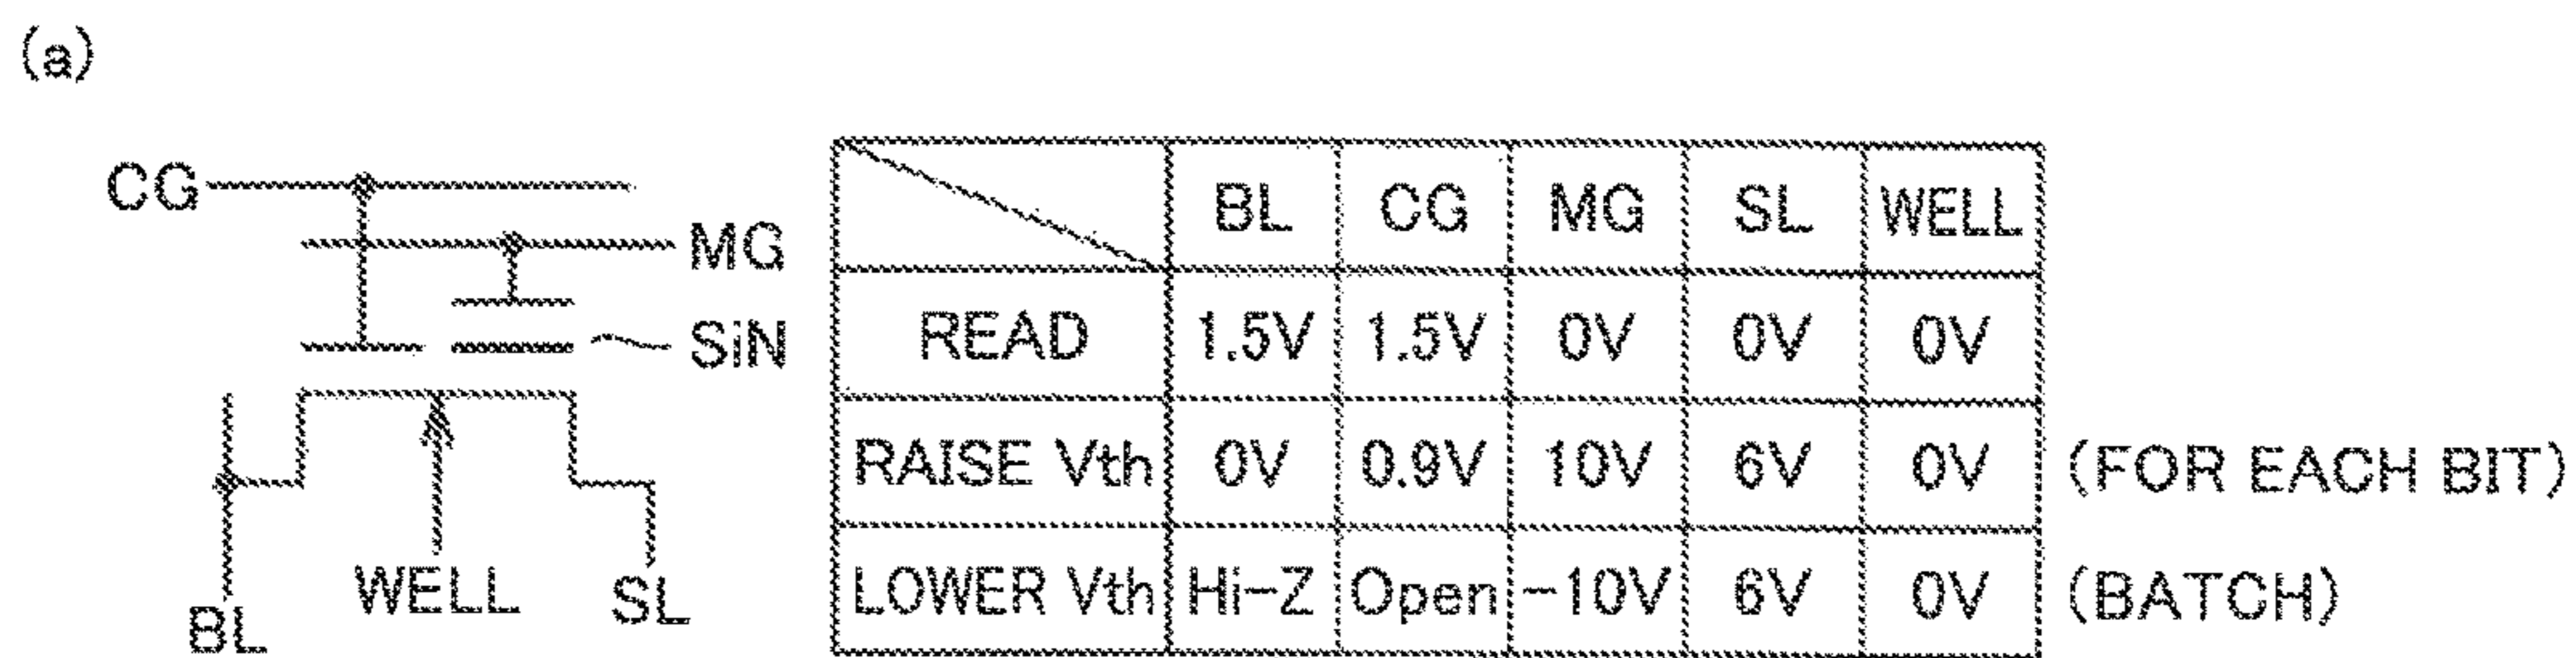 (a)
CG
MG
SiN
BL
WELL
SL
BL CG MG SL WELL
READ 1.5V 1.5V 0V 0V 0V
RAISE Vth 0V 0.9V 10V 6V 0V (FOR EACH BIT)
LOWER Vth Hi-Z Open -10V 6V 0V (BATCH)